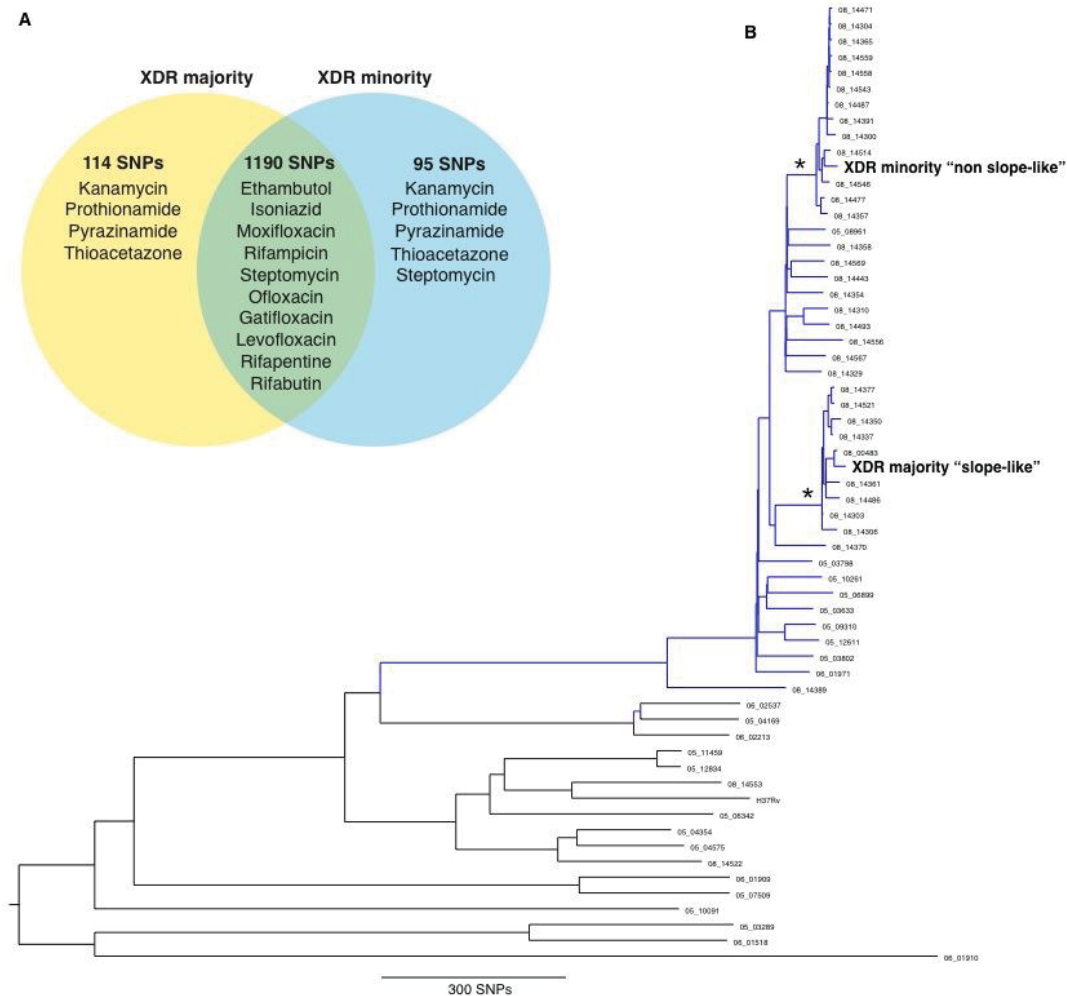 A
XDR majority
XDR minority
114 SNPs
Kanamycin
Prothionamide
Pyrazinamide
Thioacetazone
1190 SNPs
Ethambutol
Isoniazid
Moxifloxacin
Rifampicin
Steptomycin
Ofloxacin
Gatifloxacin
Levofloxacin
Rifapentine
Rifabutin
95 SNPs
Kanamycin
Prothionamide
Pyrazinamide
Thioacetazone
Steptomycin
B
08_14471
08_14304
08_14365
08_14559
08_14558
08_14543
08_14487
08_14391
08_14300
08_14514
* XDR minority “non slope-like”
08_14546
08_14477
08_14357
05_08961
08_14358
08_14569
08_14443
08_14354
08_14310
08_14493
08_14556
08_14567
08_14329
08_14377
08_14521
08_14350
08_14337
08_00483
XDR majority “slope-like”
08_14361
*
08_14486
08_14303
08_14306
08_14370
05_03798
05_10261
05_06899
05_03633
05_09310
05_12611
05_03802
06_01971
08_14389
06_02537
05_04169
06_02213
05_11459
05_12834
08_14553
H37Rv
05_06342
05_04354
05_04575
08_14522
06_01909
05_07509
05_10091
05_03289
06_01518
06_01910
300 SNPs